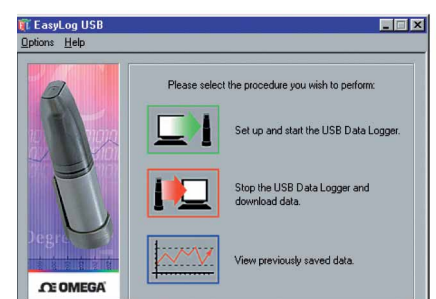 EasyLog USB
Options Help
Please select the procedure you wish to perform:
Set up and start the USB Data Logger.
Stop the USB Data Logger and
download data.
View previously saved data.
Degre
Ω OMEGA